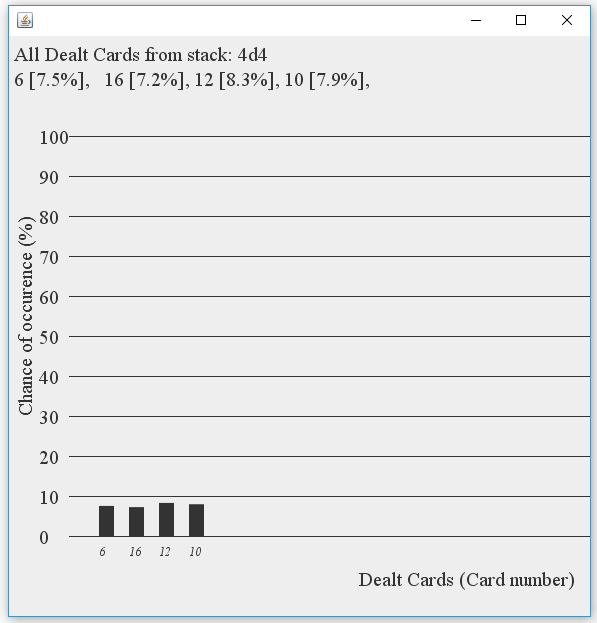 All Dealt Cards from stack: 4d4
6 [7.5%],   16 [7.2%], 12 [8.3%], 10 [7.9%],
100
90
80
70
60
50
40
30
20
10
0
Chance of occurence (%)
6 16 12 10
Dealt Cards (Card number)